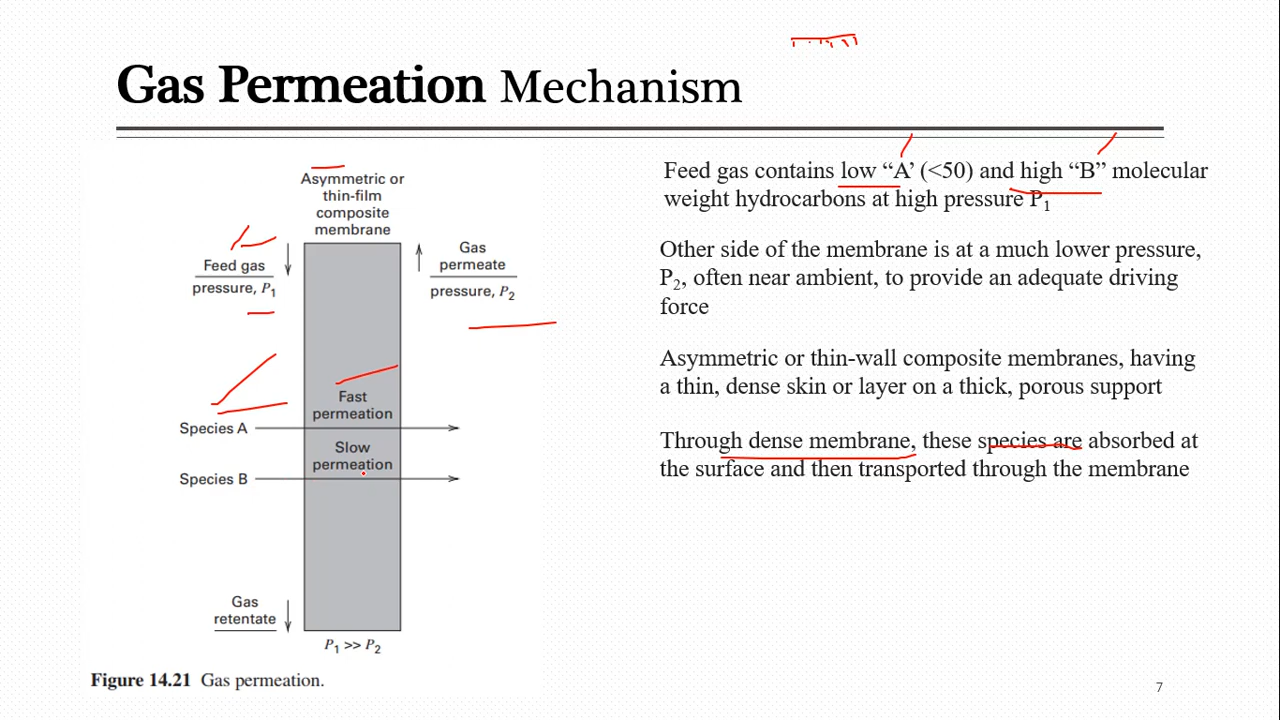 Gas Permeation Mechanism
Asymmetric or
thin-film
composite
membrane
Feed gas
pressure, P1
Gas
permeate
pressure, P2
Fast
permeation
Species A
Slow
permeation
Species B
Gas
retentate
P1 >> P2
Figure 14.21 Gas permeation.
Feed gas contains low “A’ (<50) and high “B” molecular
weight hydrocarbons at high pressure P1
Other side of the membrane is at a much lower pressure,
P2, often near ambient, to provide an adequate driving
force
Asymmetric or thin-wall composite membranes, having
a thin, dense skin or layer on a thick, porous support
Through dense membrane, these species are absorbed at
the surface and then transported through the membrane
7